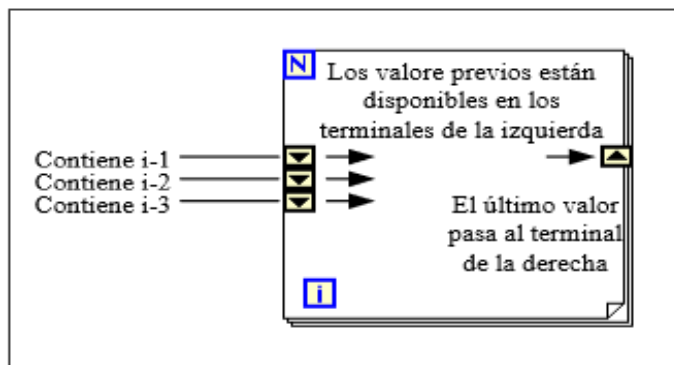 N
Los valore previos están
disponibles en los
terminales de la izquierda
Contiene i-1
Contiene i-2
Contiene i-3
El último valor
pasa al terminal
de la derecha
i